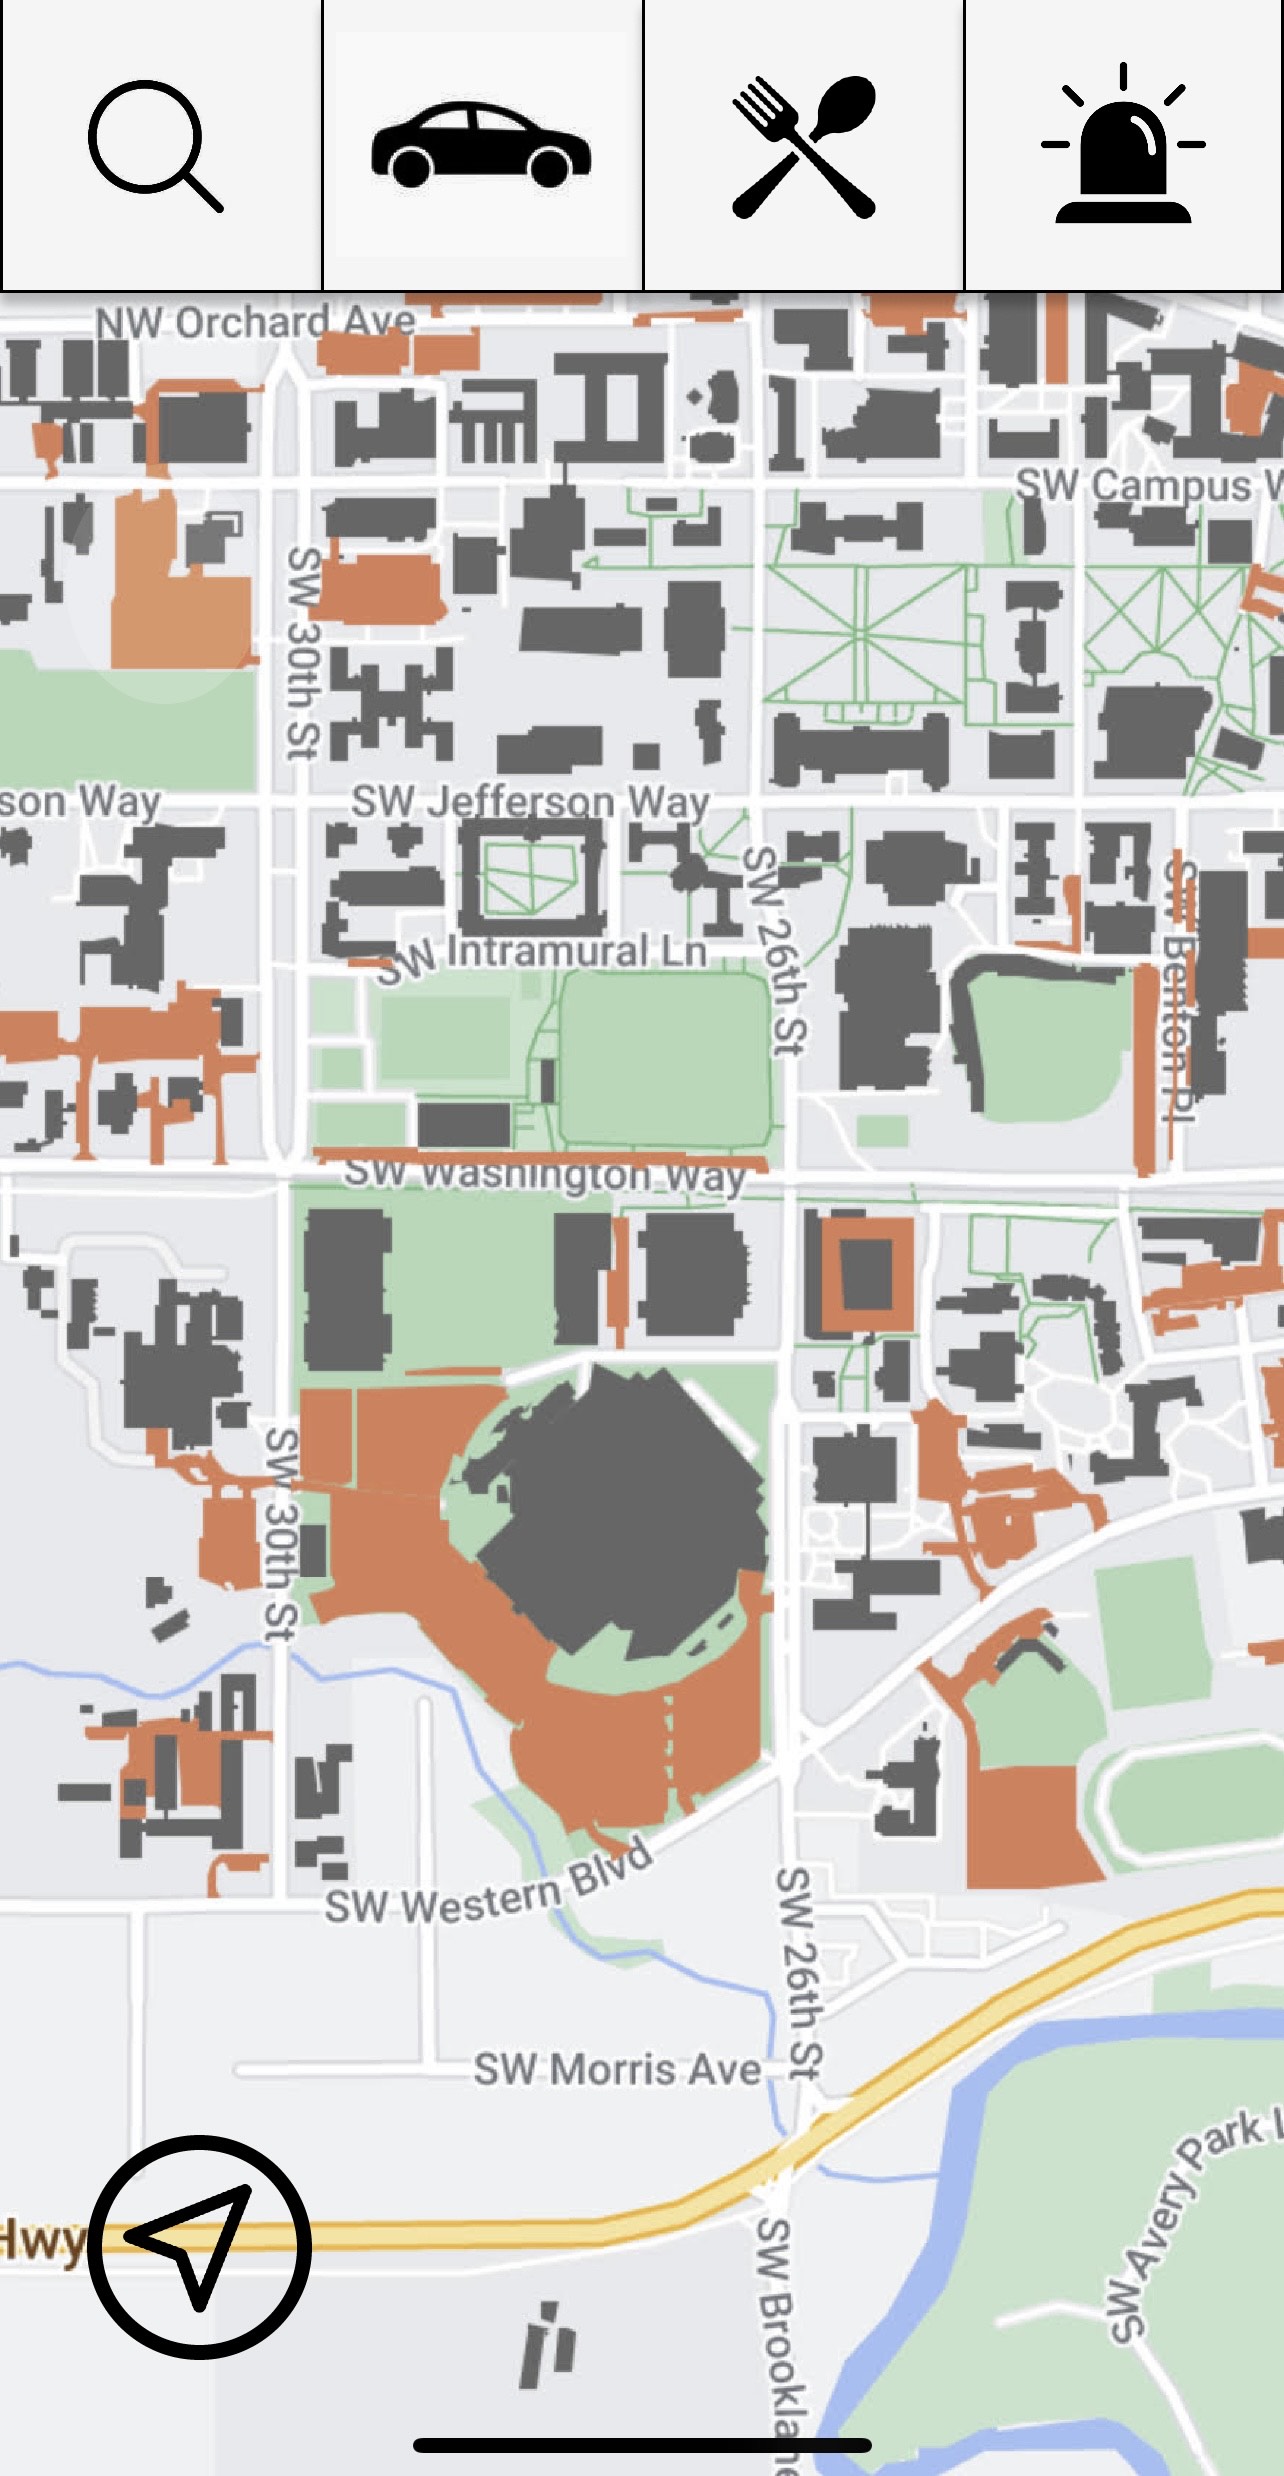 NW Orchard Ave
SW Campus W
SW 30th St
son Way
SW Jefferson Way
SW 26th St
SW Benton Pl
SW Intramural Ln
SW Washington Way
SW 30th St
SW Western Blvd
SW 26th St
SW Morris Ave
SW Avery Park L
Hwy
SW Brooklane